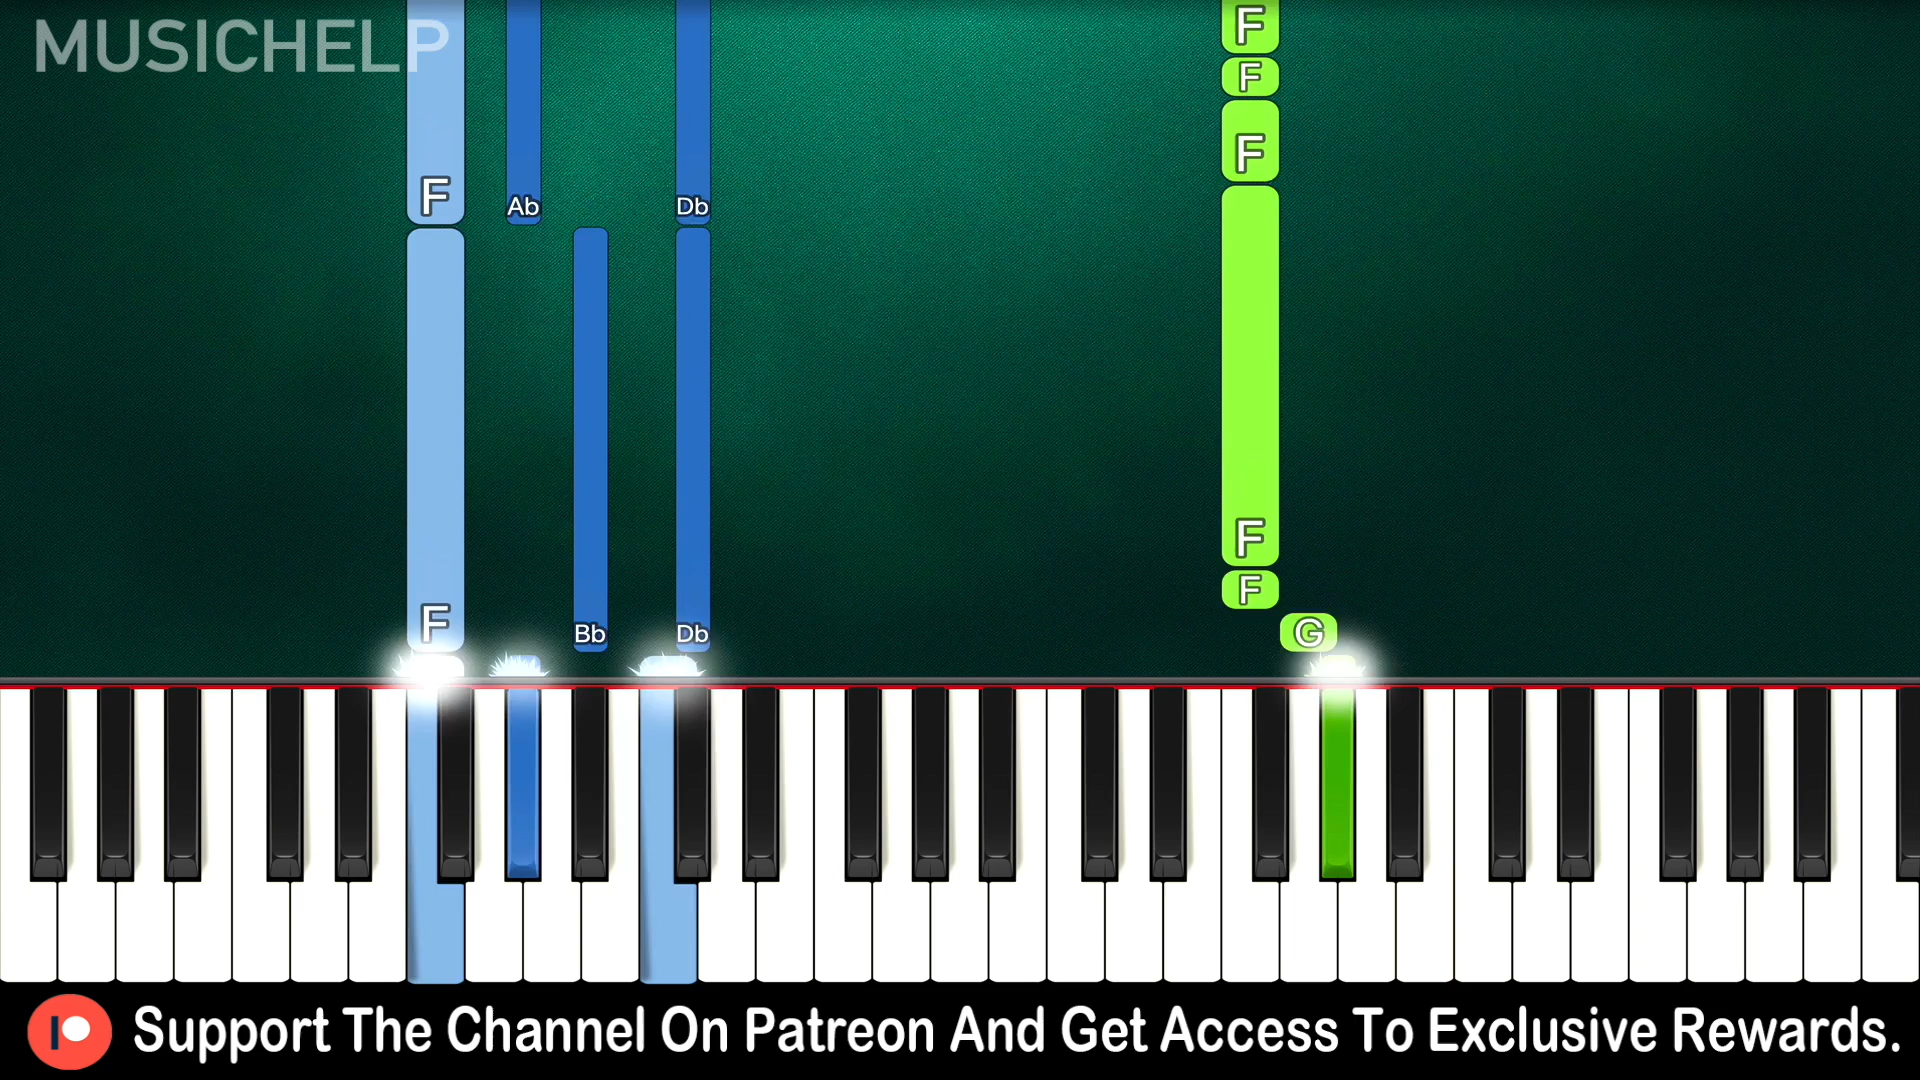 MUSICHELP
F
F
F
F Ab Db
F
F
F Bb Db G
Support The Channel On Patreon And Get Access To Exclusive Rewards.